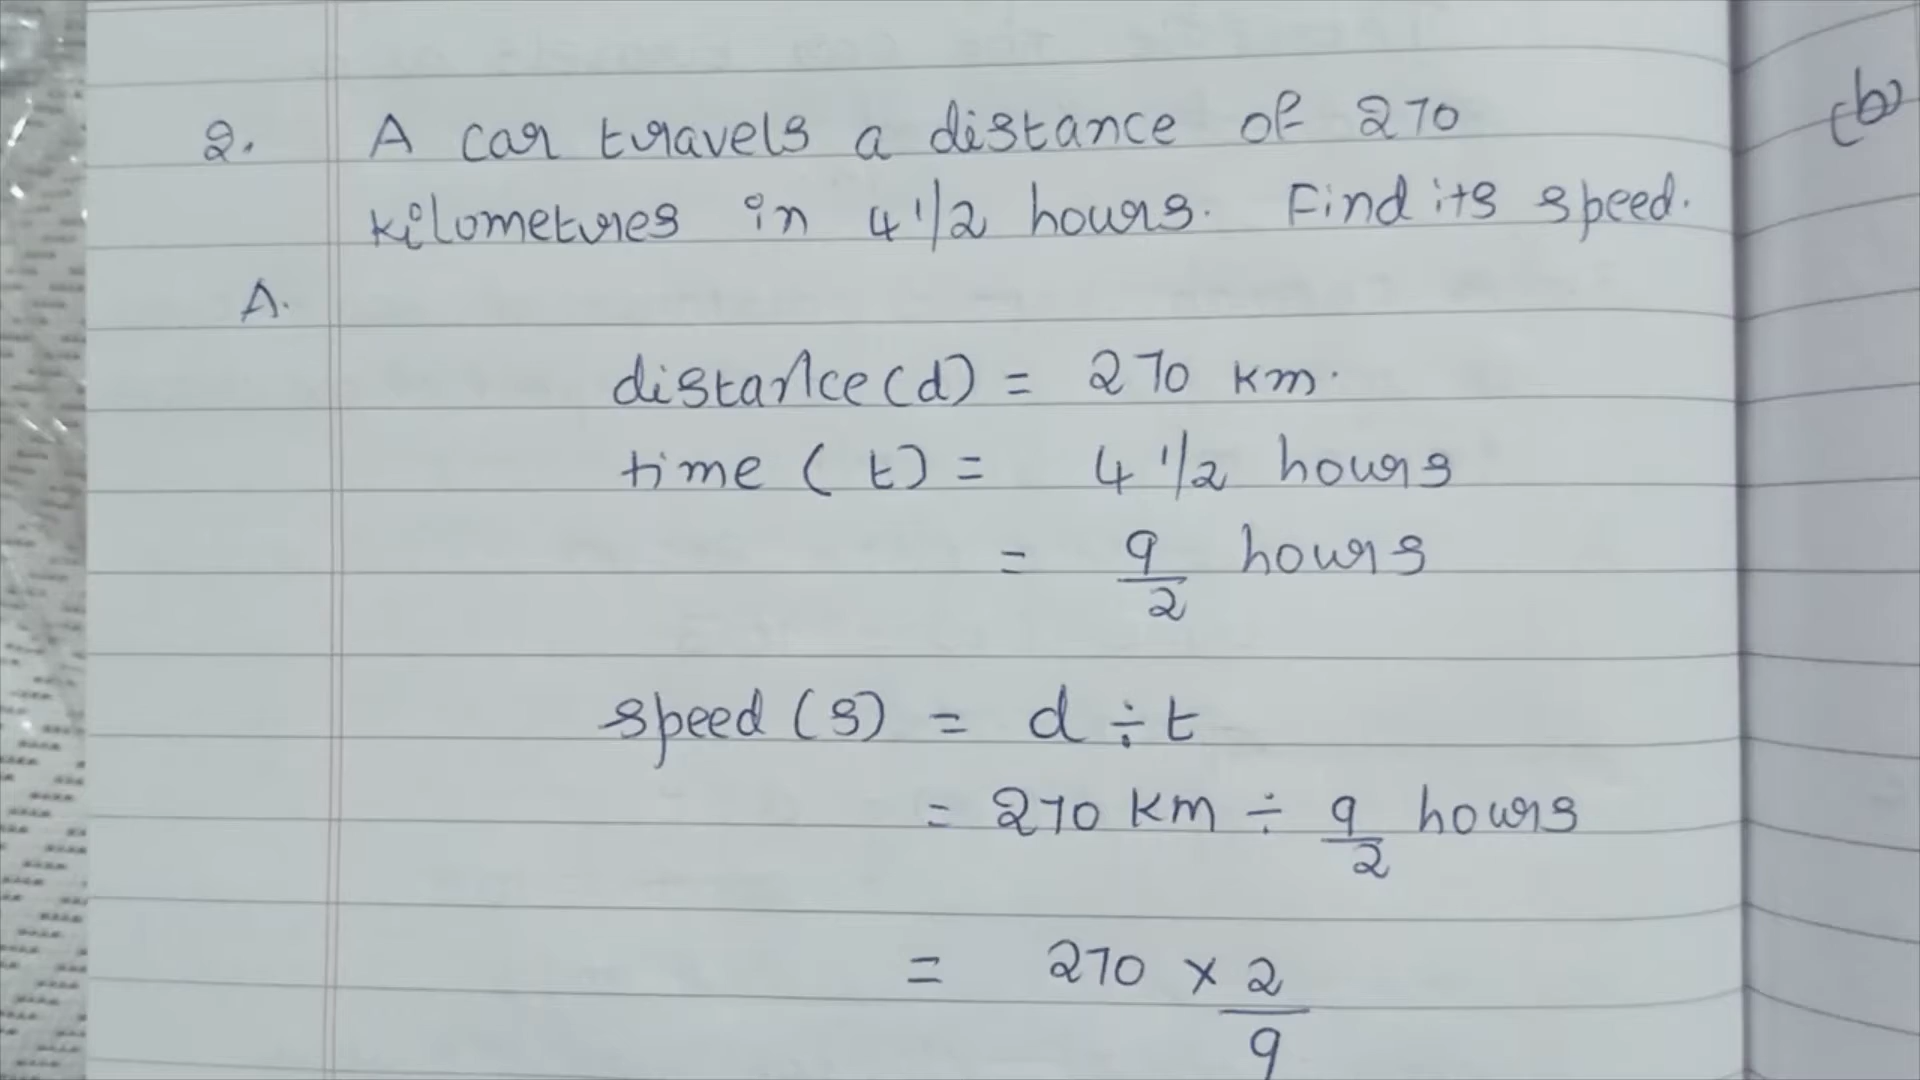 2. A car travels a distance of 270
kilometres in 4 1/2 hours. Find its speed.
A.
distance (d) = 270 km.
time (t) = 4 1/2 hours
= 9/2 hours
speed (s) = d ÷ t
= 270 km ÷ 9/2 hours
= 270 × 2/9
(b)